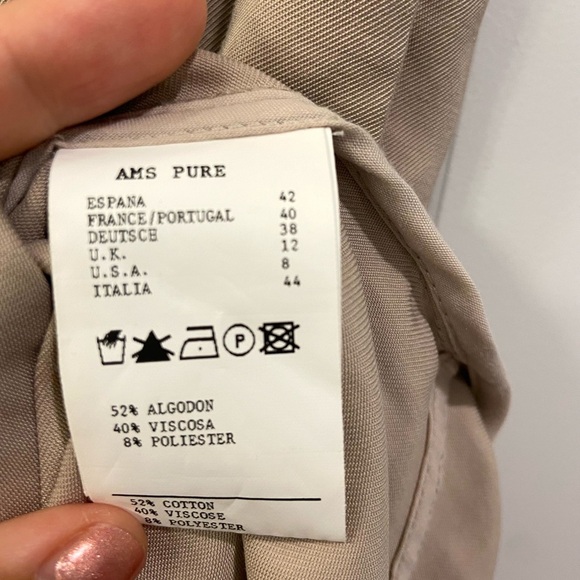 AMS PURE
ESPANA 42
FRANCE/PORTUGAL 40
DEUTSCH 38
U.K. 12
U.S.A. 8
ITALIA 44
P
52% ALGODON
40% VISCOSA
8% POLIESTER
52% COTTON
40% VISCOSE
8% POLYESTER